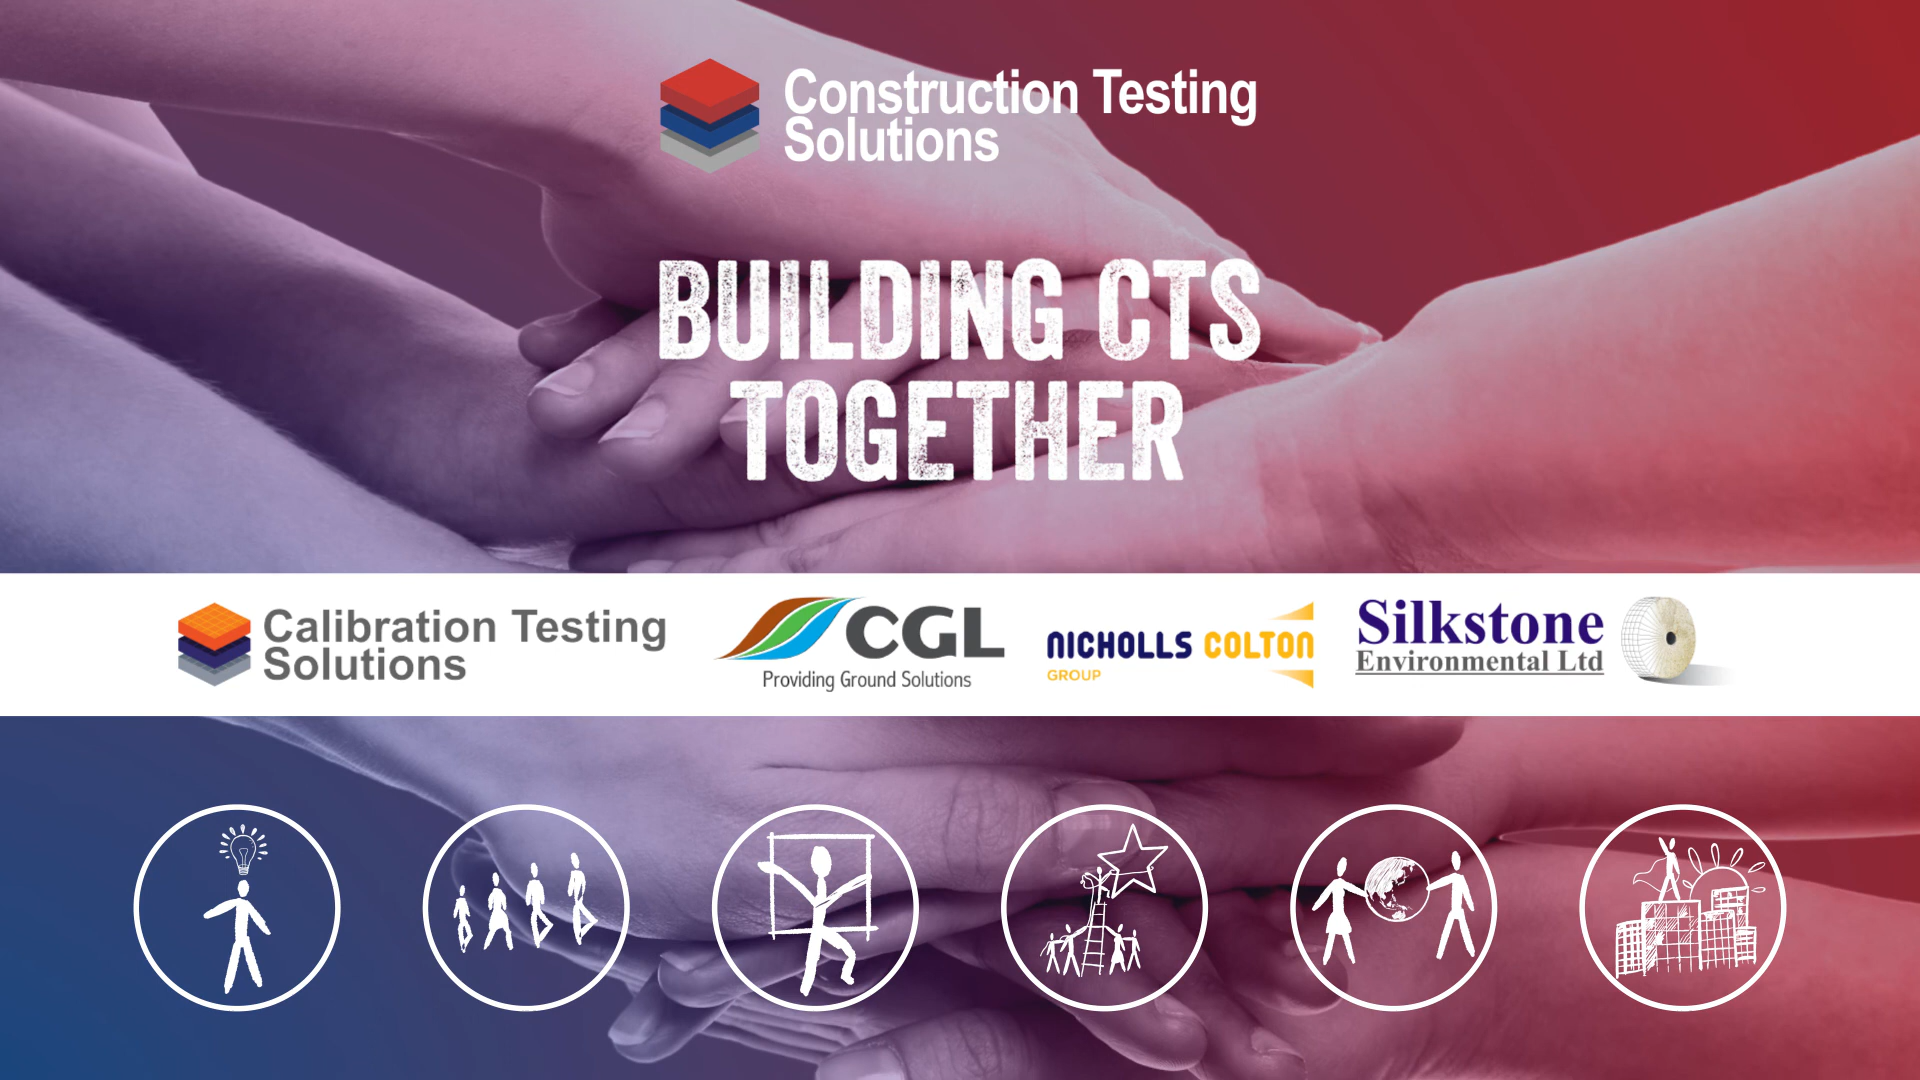 Construction Testing
Solutions
BUILDING CTS
TOGETHER
Calibration Testing
Solutions
CGL
Providing Ground Solutions
NICHOLLS COLTON
GROUP
Silkstone
Environmental Ltd